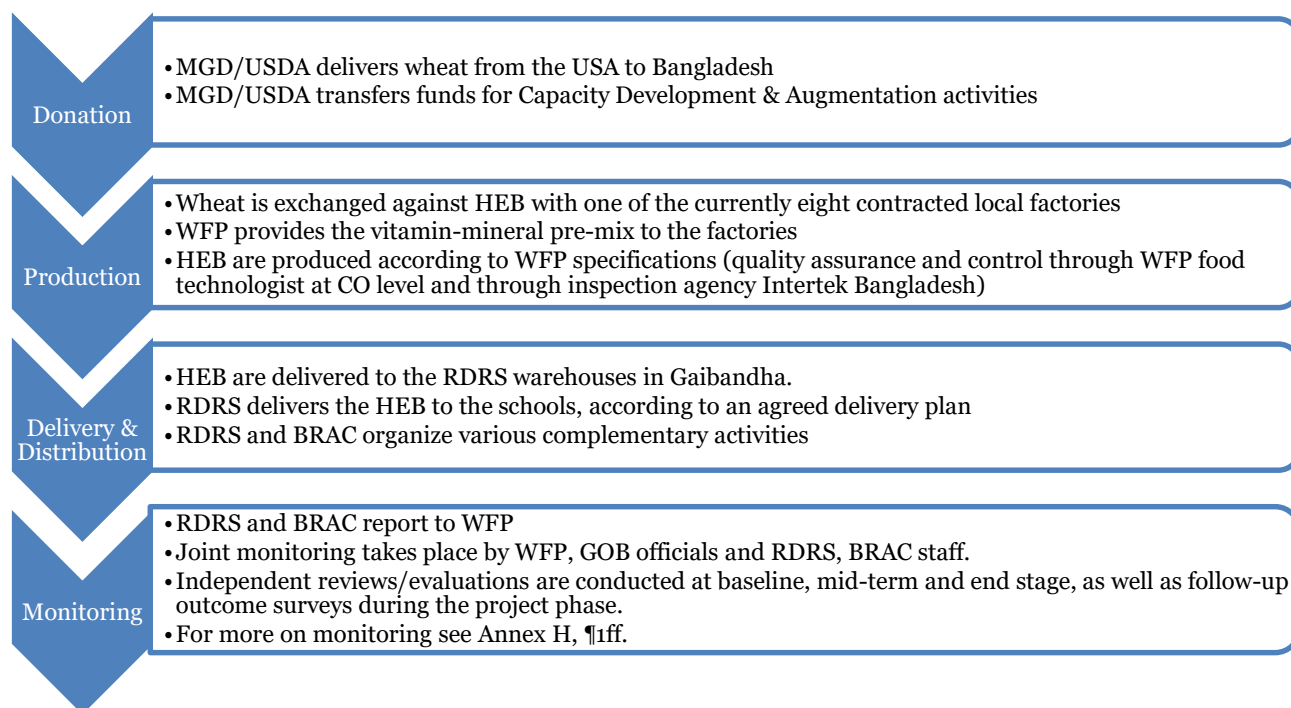 Donation
•MGD/USDA delivers wheat from the USA to Bangladesh
•MGD/USDA transfers funds for Capacity Development & Augmentation activities
Production
•Wheat is exchanged against HEB with one of the currently eight contracted local factories
•WFP provides the vitamin-mineral pre-mix to the factories
•HEB are produced according to WFP specifications (quality assurance and control through WFP food
technologist at CO level and through inspection agency Intertek Bangladesh)
Delivery &
Distribution
•HEB are delivered to the RDRS warehouses in Gaibandha.
•RDRS delivers the HEB to the schools, according to an agreed delivery plan
•RDRS and BRAC organize various complementary activities
Monitoring
•RDRS and BRAC report to WFP
•Joint monitoring takes place by WFP, GOB officials and RDRS, BRAC staff.
•Independent reviews/evaluations are conducted at baseline, mid-term and end stage, as well as follow-up
outcome surveys during the project phase.
•For more on monitoring see Annex H, ¶1ff.